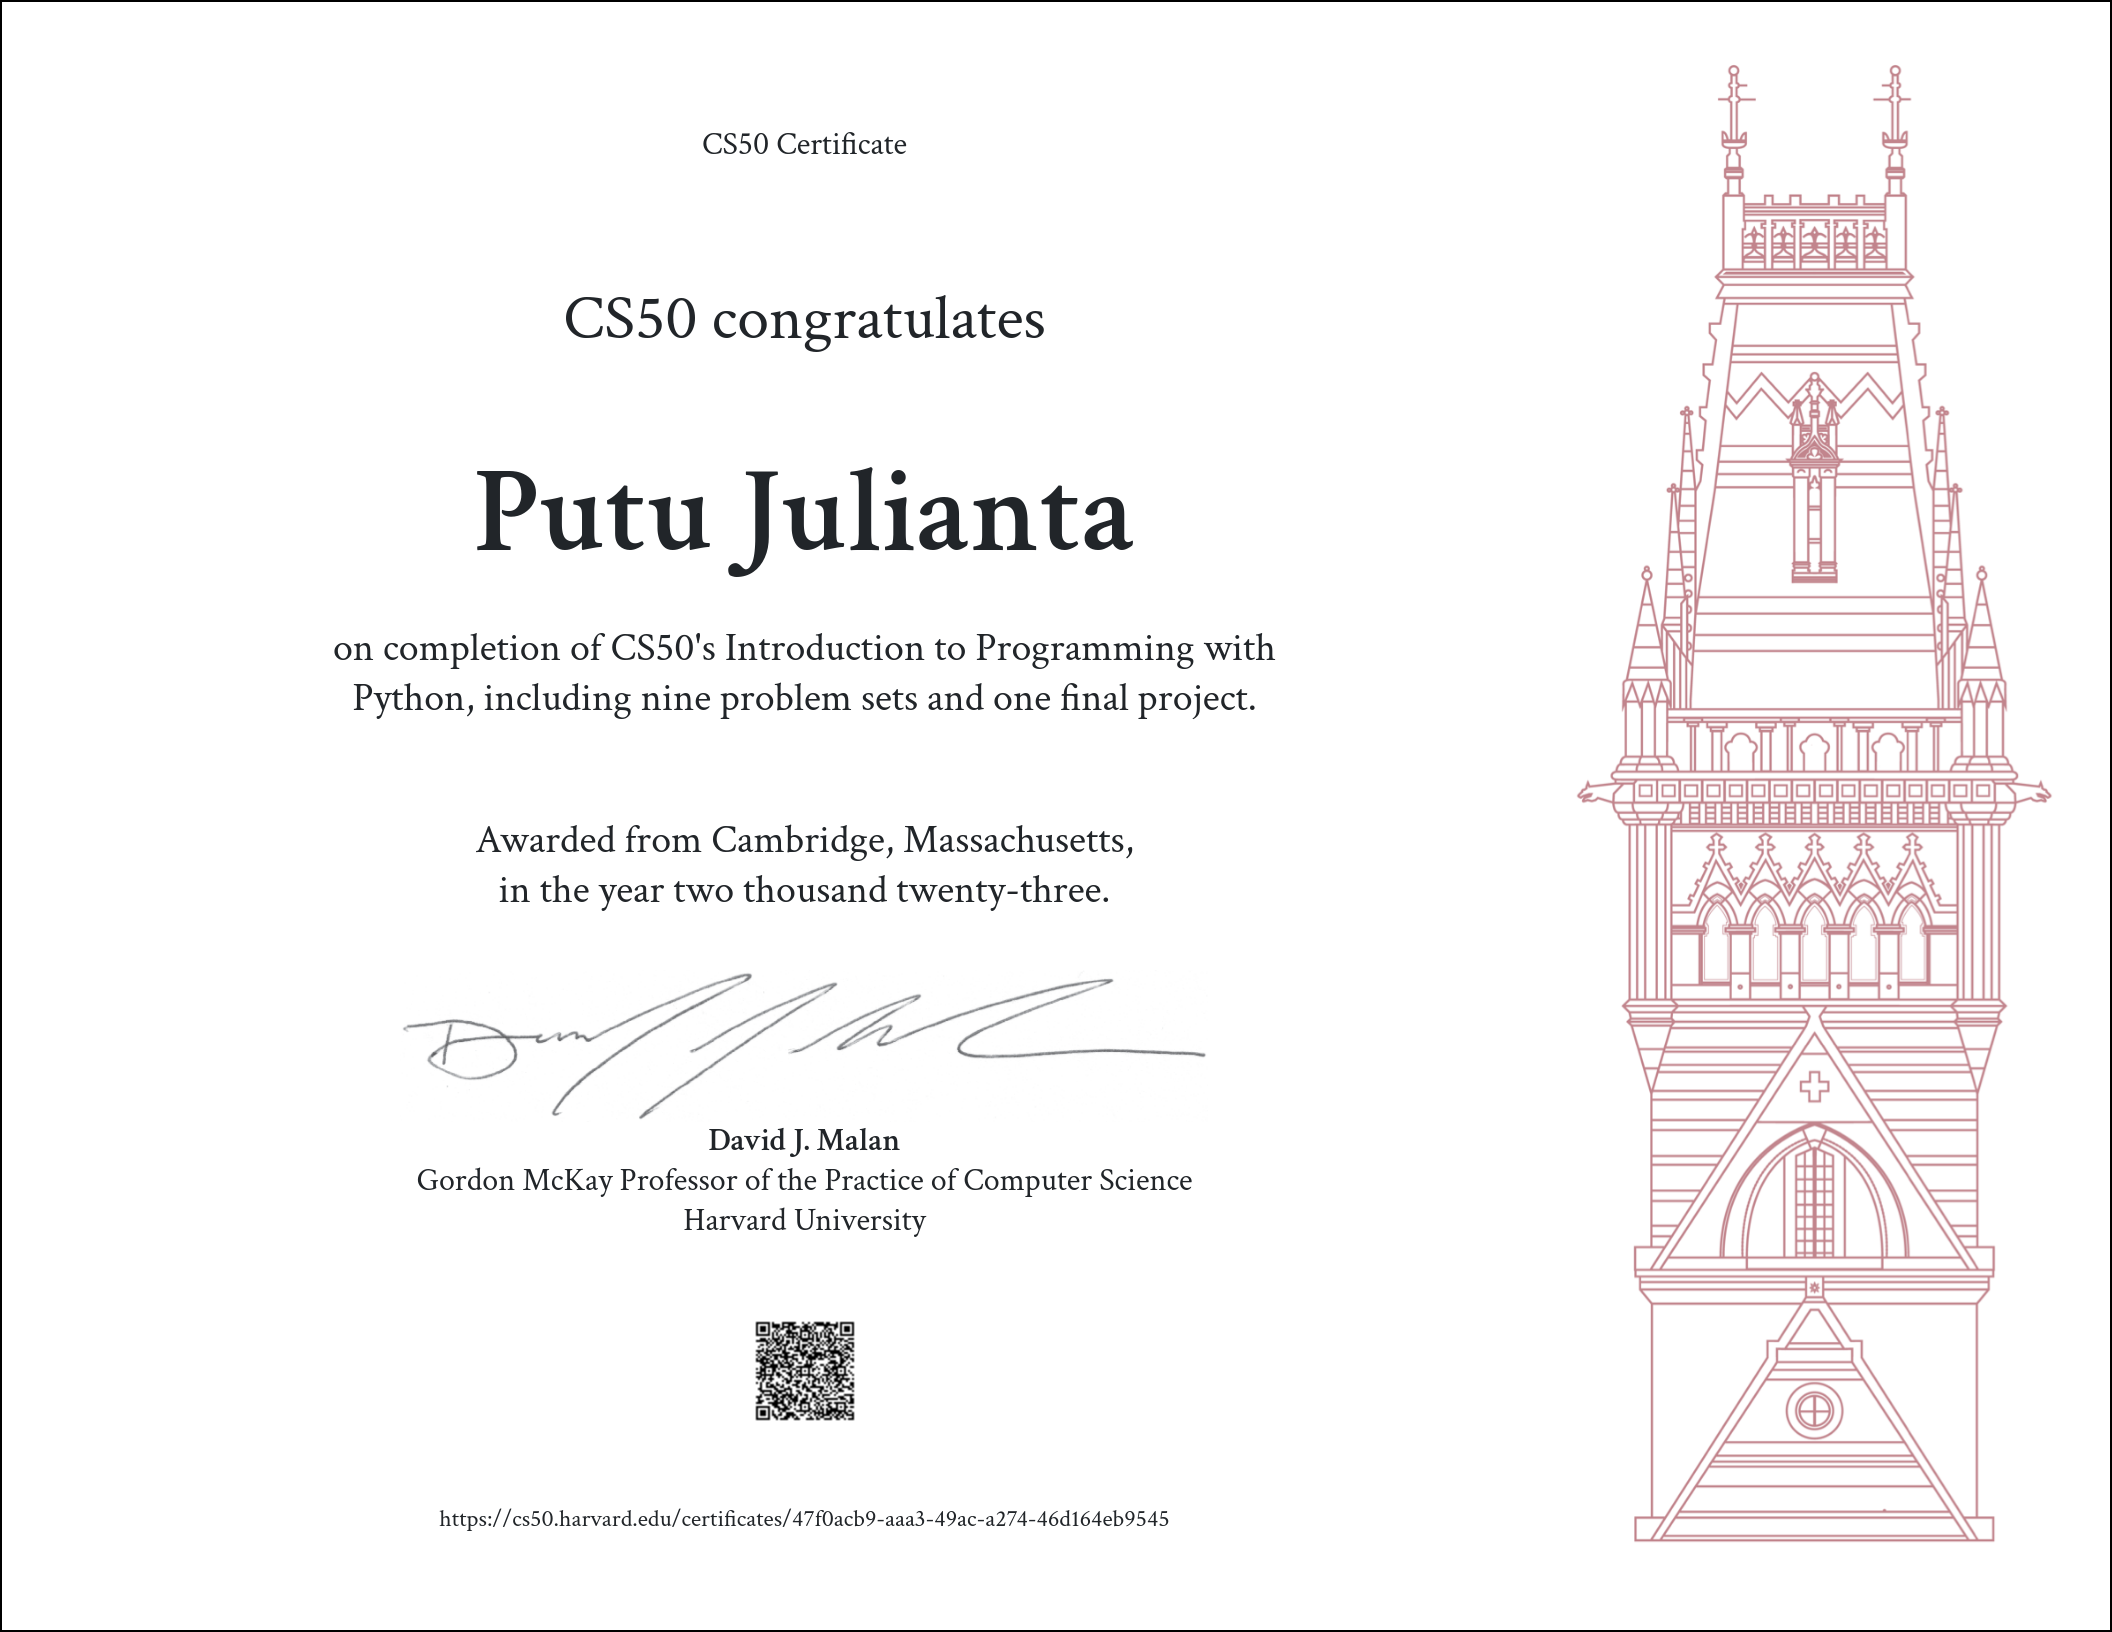 CS50 Certificate
CS50 congratulates
Putu Julianta
on completion of CS50's Introduction to Programming with
Python, including nine problem sets and one final project.
Awarded from Cambridge, Massachusetts,
in the year two thousand twenty-three.
David J. Malan
Gordon McKay Professor of the Practice of Computer Science
Harvard University
https://cs50.harvard.edu/certificates/47f0acb9-aaa3-49ac-a274-46d164eb9545